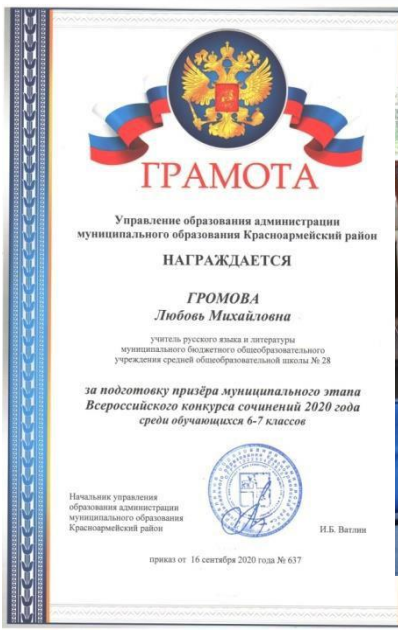 ГРАМОТА
Управление образования администрации
муниципального образования Красноармейский район
НАГРАЖДАЕТСЯ
ГРОМОВА
Любовь Михайловна
учитель русского языка и литературы
муниципального бюджетного общеобразовательного
учреждения средней общеобразовательной школы № 28
за подготовку призёра муниципального этапа
Всероссийского конкурса сочинений 2020 года
среди обучающихся 6-7 классов
Начальник управления
образования администрации
муниципального образования
Красноармейский район
И.Б. Ватлин
приказ от 16 сентября 2020 года № 637